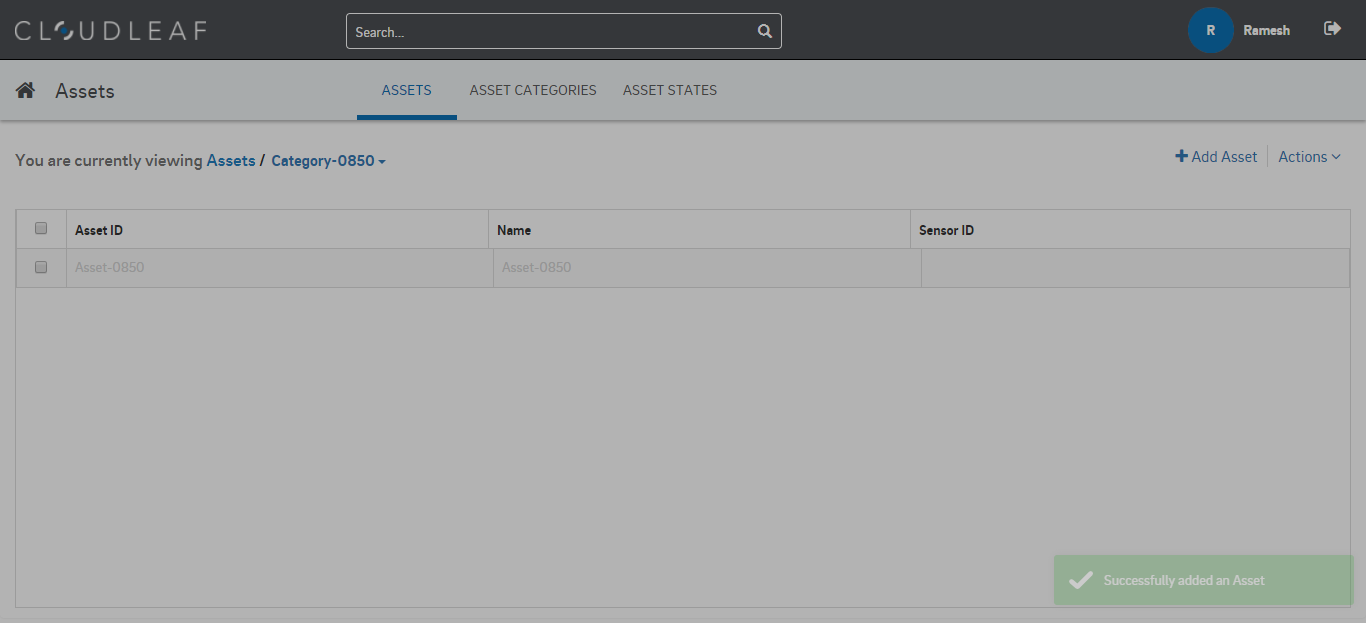 CLOUDLEAF
Search...
R
Ramesh
Assets
ASSETS
ASSET CATEGORIES
ASSET STATES
You are currently viewing Assets / Category-0850
Add Asset
Actions
Asset ID
Name
Sensor ID
Asset-0850
Asset-0850
Successfully added an Asset